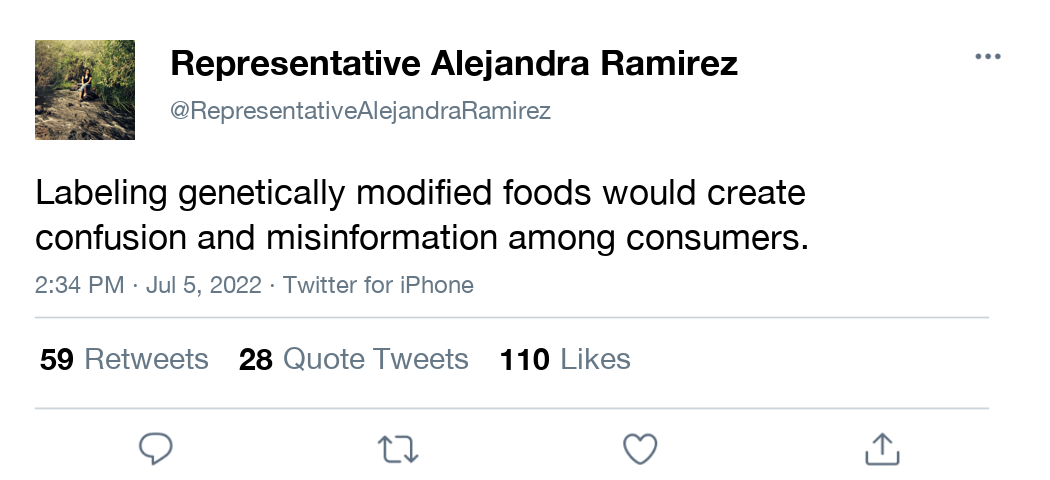 Representative Alejandra Ramirez
@RepresentativeAlejandraRamirez
Labeling genetically modified foods would create
confusion and misinformation among consumers.
2:34 PM · Jul 5, 2022 · Twitter for iPhone
59 Retweets 28 Quote Tweets 110 Likes